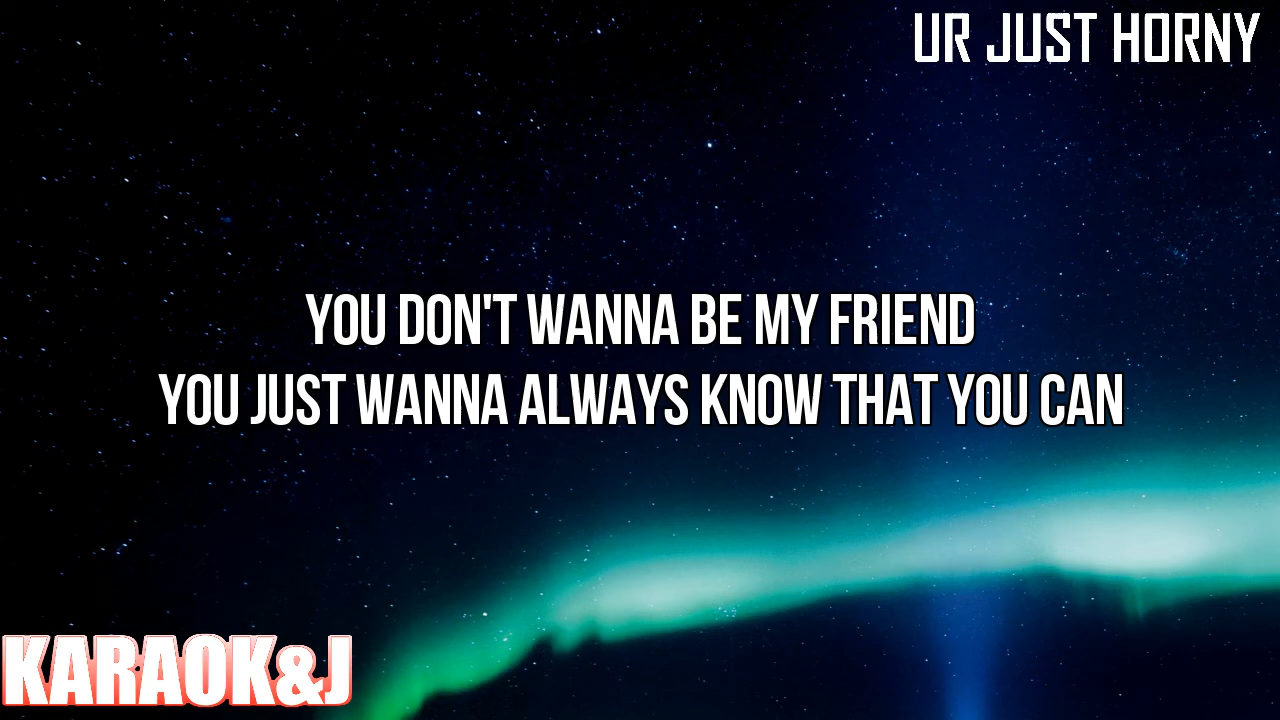 UR JUST HORNY
YOU DON'T WANNA BE MY FRIEND
YOU JUST WANNA ALWAYS KNOW THAT YOU CAN
KARAOK&J